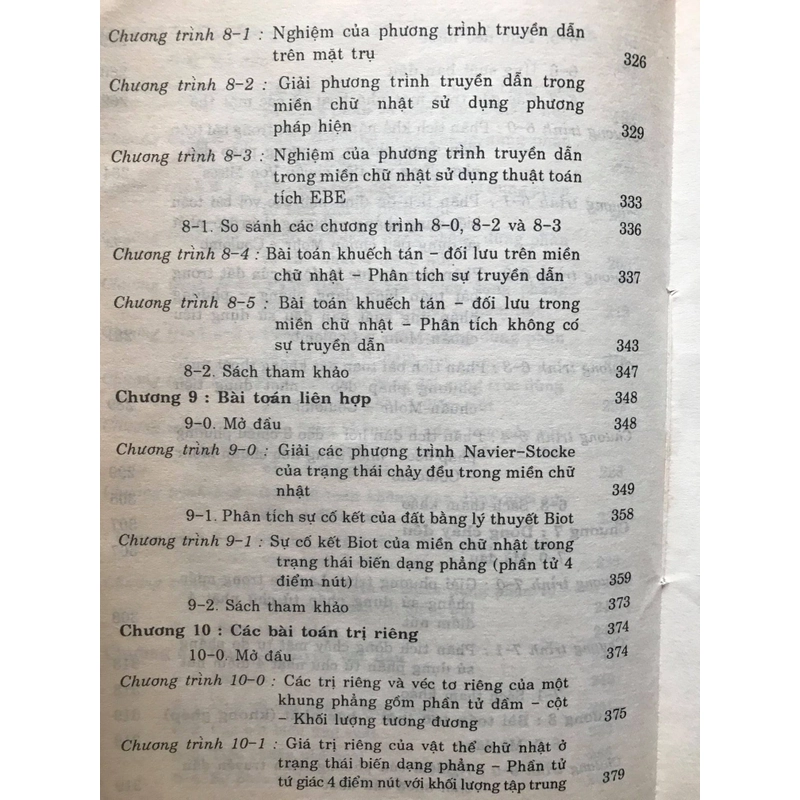 Chương trình 8-1 : Nghiệm của phương trình truyền dẫn
trên mặt trụ 326
Chương trình 8-2 : Giải phương trình truyền dẫn trong
miền chữ nhật sử dụng phương
pháp hiện 329
Chương trình 8-3 : Nghiệm của phương trình truyền dẫn
trong miền chữ nhật sử dụng thuật toán
tích EBE 333
8-1. So sánh các chương trình 8-0, 8-2 và 8-3 336
Chương trình 8-4 : Bài toán khuếch tán – đối lưu trên miền
chữ nhật – Phân tích sự truyền dẫn 337
Chương trình 8-5 : Bài toán khuếch tán – đối lưu trong
miền chữ nhật – Phân tích không có
sự truyền dẫn 343
8-2. Sách tham khảo 347
Chương 9 : Bài toán liên hợp 348
9-0. Mở đầu 348
Chương trình 9-0 : Giải các phương trình Navier–Stocke
của trạng thái chảy đều trong miền chữ
nhật 349
9-1. Phân tích sự cố kết của đất bằng lý thuyết Biot 358
Chương trình 9-1 : Sự cố kết Biot của miền chữ nhật trong
trạng thái biến dạng phẳng (phần tử 4
điểm nút) 359
9-2. Sách tham khảo 373
Chương 10 : Các bài toán trị riêng 374
10-0. Mở đầu 374
Chương trình 10-0 : Các trị riêng và véc tơ riêng của một
khung phẳng gồm phần tử dầm – cột
– Khối lượng tương đương 375
Chương trình 10-1 : Giá trị riêng của vật thể chữ nhật ở
trạng thái biến dạng phẳng – Phần tử
tứ giác 4 điểm nút với khối lượng tập trung 379